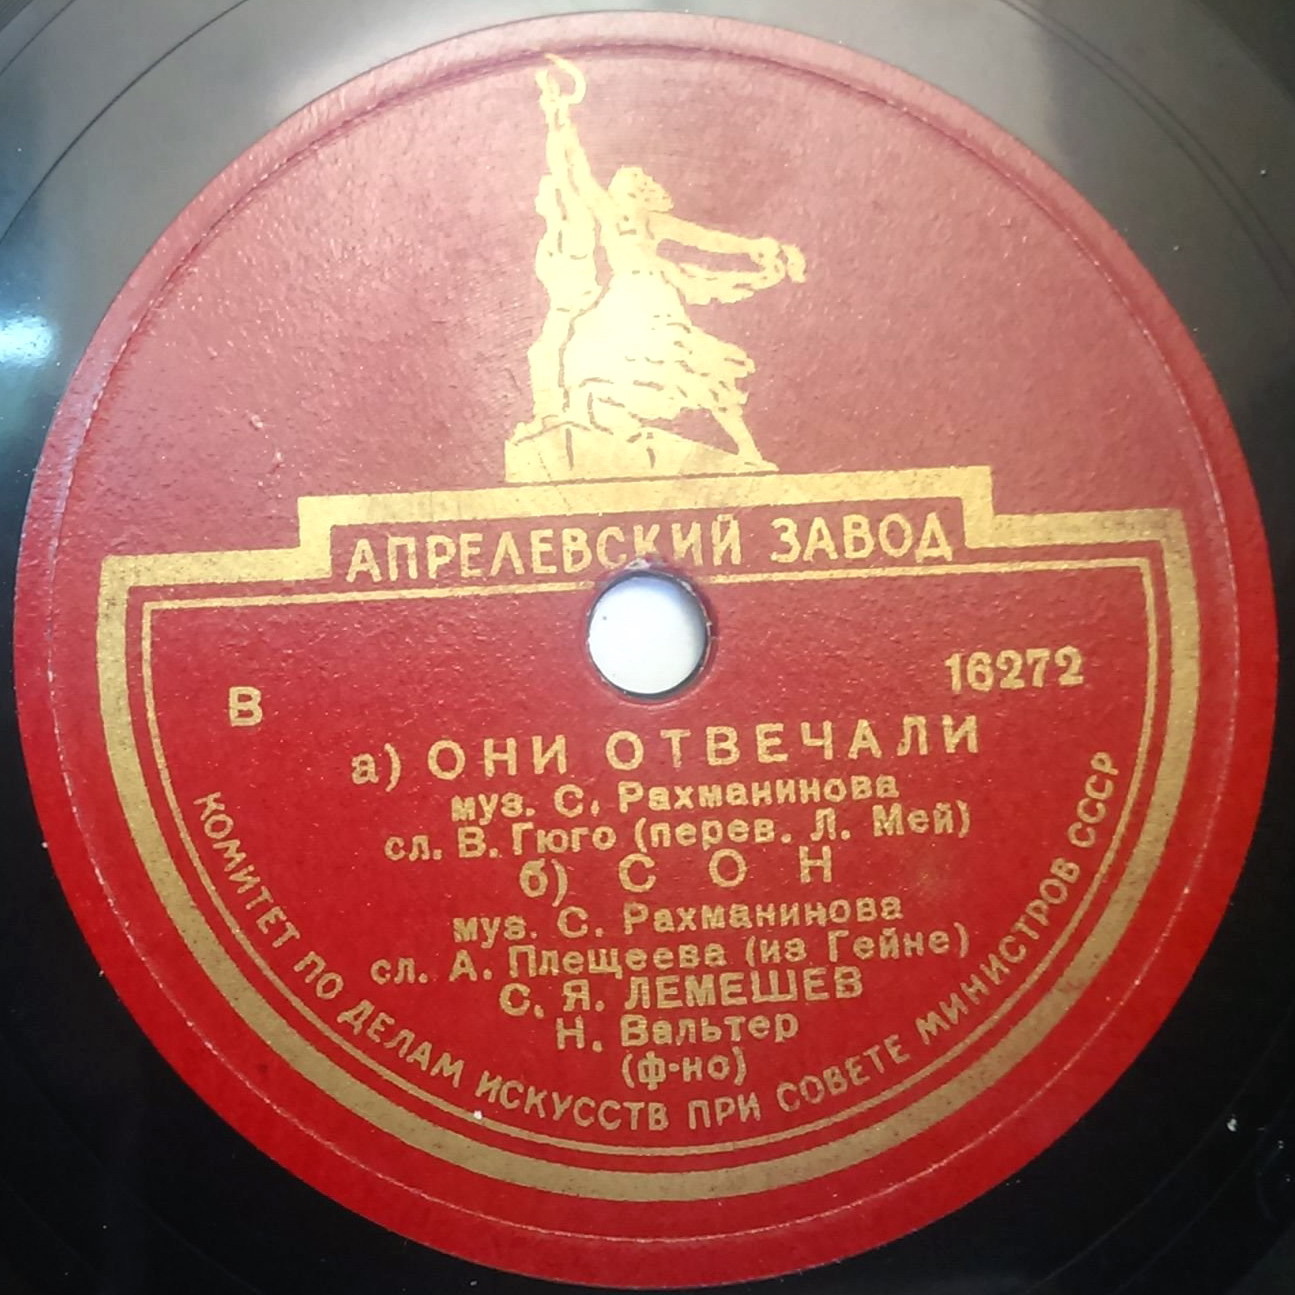 АПРЕЛЕВСКИЙ ЗАВОД
В
16272
а) ОНИ ОТВЕЧАЛИ
муз. С. Рахманинова
сл. В. Гюго (перев. Л. Мей)
б) СОН
муз. С. Рахманинова
сл. А. Плещеева (из Гейне)
С. Я. ЛЕМЕШЕВ
Н. Вальтер
(ф-но)
КОМИТЕТ ПО ДЕЛАМ ИСКУССТВ ПРИ СОВЕТЕ МИНИСТРОВ СССР